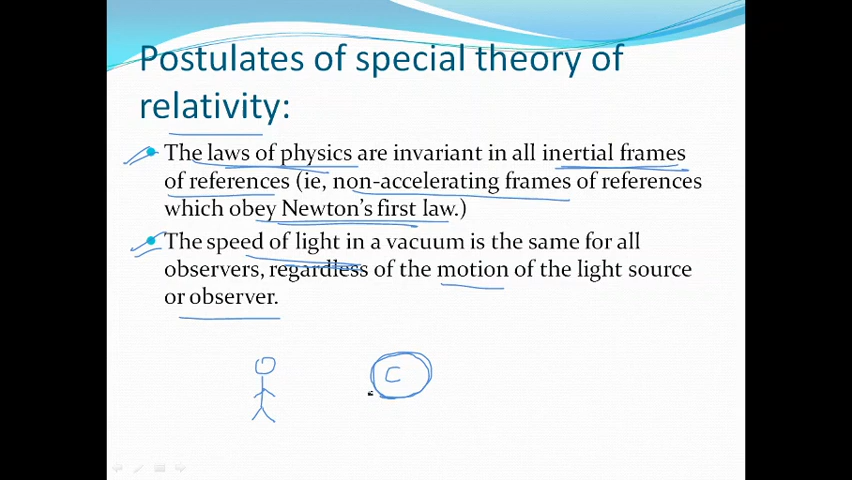 Postulates of special theory of
relativity:
The laws of physics are invariant in all inertial frames
of references (ie, non-accelerating frames of references
which obey Newton's first law.)
The speed of light in a vacuum is the same for all
observers, regardless of the motion of the light source
or observer.
C